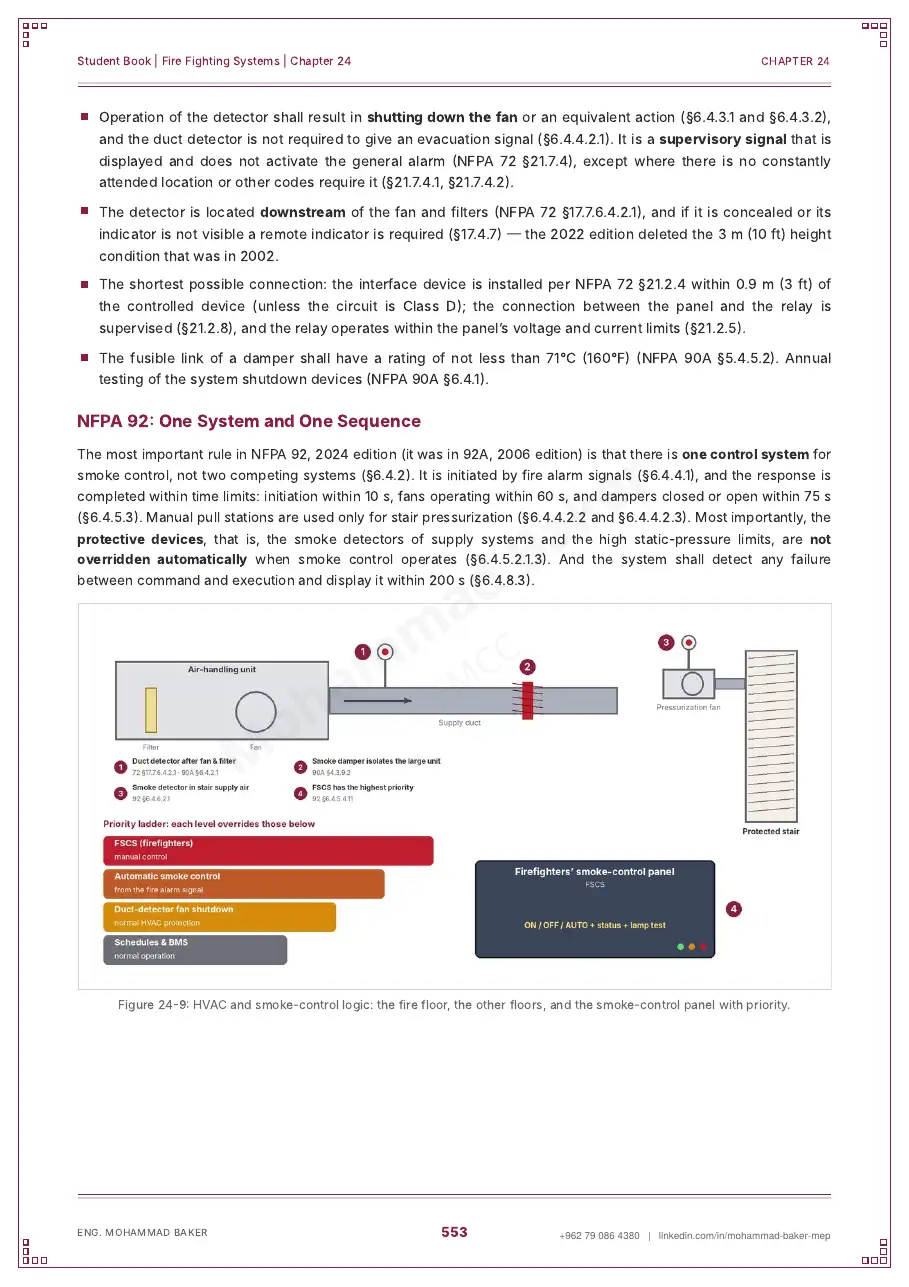 Student Book | Fire Fighting Systems | Chapter 24
CHAPTER 24
Operation of the detector shall result in shutting down the fan or an equivalent action (§6.4.3.1 and §6.4.3.2),
and the duct detector is not required to give an evacuation signal (§6.4.4.2.1). It is a supervisory signal that is
displayed and does not activate the general alarm (NFPA 72 §21.7.4), except where there is no constantly
attended location or other codes require it (§21.7.4.1, §21.7.4.2).
The detector is located downstream of the fan and filters (NFPA 72 §17.7.6.4.2.1), and if it is concealed or its
indicator is not visible a remote indicator is required (§17.4.7) — the 2022 edition deleted the 3 m (10 ft) height
condition that was in 2002.
The shortest possible connection: the interface device is installed per NFPA 72 §21.2.4 within 0.9 m (3 ft) of
the controlled device (unless the circuit is Class D); the connection between the panel and the relay is
supervised (§21.2.8), and the relay operates within the panel’s voltage and current limits (§21.2.5).
The fusible link of a damper shall have a rating of not less than 71°C (160°F) (NFPA 90A §5.4.5.2). Annual
testing of the system shutdown devices (NFPA 90A §6.4.1).
NFPA 92: One System and One Sequence
The most important rule in NFPA 92, 2024 edition (it was in 92A, 2006 edition) is that there is one control system for
smoke control, not two competing systems (§6.4.2). It is initiated by fire alarm signals (§6.4.4.1), and the response is
completed within time limits: initiation within 10 s, fans operating within 60 s, and dampers closed or open within 75 s
(§6.4.5.3). Manual pull stations are used only for stair pressurization (§6.4.4.2.2 and §6.4.4.2.3). Most importantly, the
protective devices, that is, the smoke detectors of supply systems and the high static-pressure limits, are not
overridden automatically when smoke control operates (§6.4.5.2.1.3). And the system shall detect any failure
between command and execution and display it within 200 s (§6.4.8.3).
1
3
Air-handling unit
2
Pressurization fan
Supply duct
Filter
Fan
1 Duct detector after fan & filter
72 §17.7.6.4.2.1 · 90A §6.4.2.1
2 Smoke damper isolates the large unit
90A §4.3.9.2
3 Smoke detector in stair supply air
92 §6.4.6.2.1
4 FSCS has the highest priority
92 §6.4.5.4.11
Priority ladder: each level overrides those below
Protected stair
FSCS (firefighters)
manual control
Automatic smoke control
from the fire alarm signal
Duct-detector fan shutdown
normal HVAC protection
Schedules & BMS
normal operation
Firefighters’ smoke-control panel
FSCS
ON / OFF / AUTO + status + lamp test
4
Figure 24-9: HVAC and smoke-control logic: the fire floor, the other floors, and the smoke-control panel with priority.
ENG. MOHAMMAD BAKER
553
+962 79 086 4380 | linkedin.com/in/mohammad-baker-mep